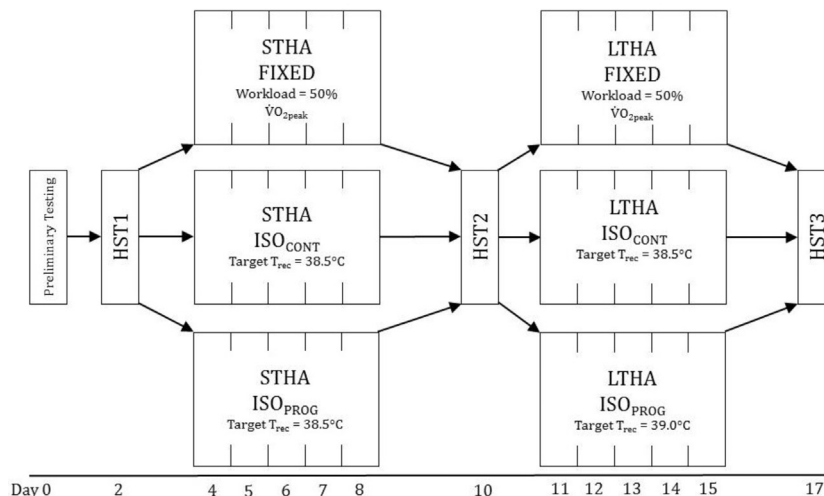 Preliminary Testing
HST1
STHA
FIXED
Workload = 50%
V̇O2peak
STHA
ISOCONT
Target Trec = 38.5°C
STHA
ISOPROG
Target Trec = 38.5°C
HST2
LTHA
FIXED
Workload = 50%
V̇O2peak
LTHA
ISOCONT
Target Trec = 38.5°C
LTHA
ISOPROG
Target Trec = 39.0°C
HST3
Day 0 2 4 5 6 7 8 10 11 12 13 14 15 17